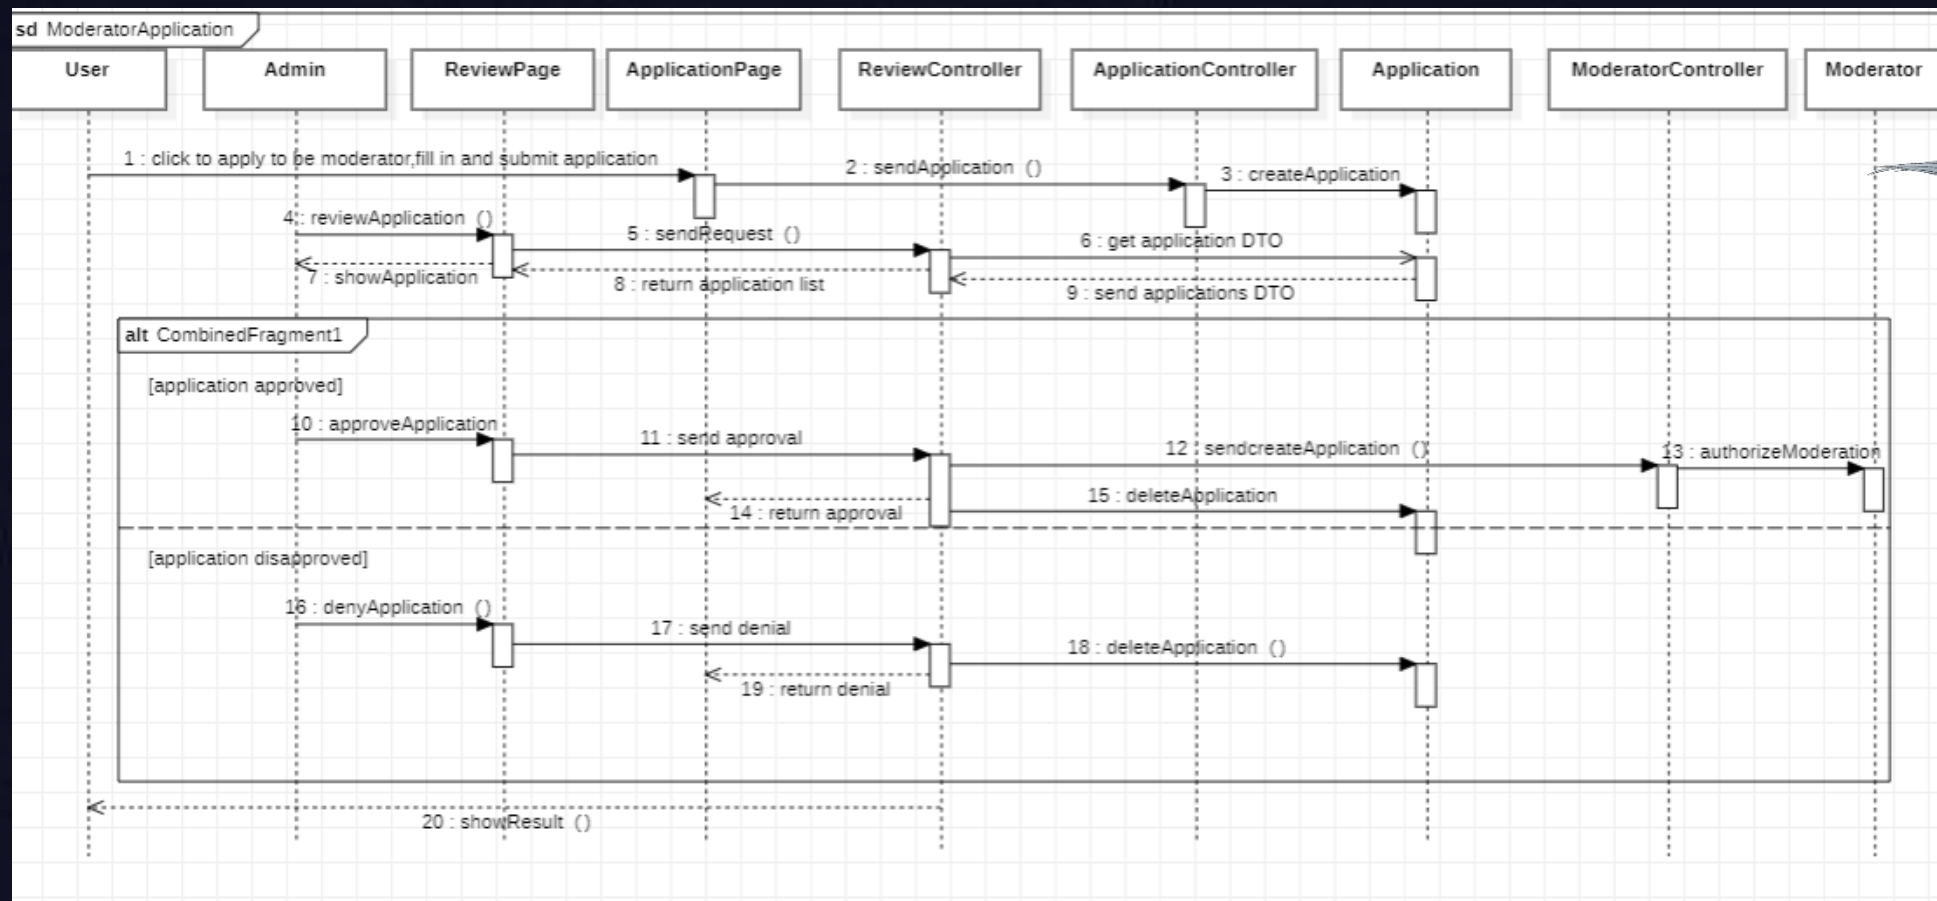 sd ModeratorApplication
User
Admin
ReviewPage
ApplicationPage
ReviewController
ApplicationController
Application
ModeratorController
Moderator
1 : click to apply to be moderator,fill in and submit application
2 : sendApplication ()
3 : createApplication
4 : reviewApplication ()
5 : sendRequest ()
6 : get application DTO
7 : showApplication
8 : return application list
9 : send applications DTO
alt CombinedFragment1
[application approved]
10 : approveApplication
11 : send approval
12 : sendcreateApplication ()
13 : authorizeModeration
14 : return approval
15 : deleteApplication
[application disapproved]
16 : denyApplication ()
17 : send denial
18 : deleteApplication ()
19 : return denial
20 : showResult ()